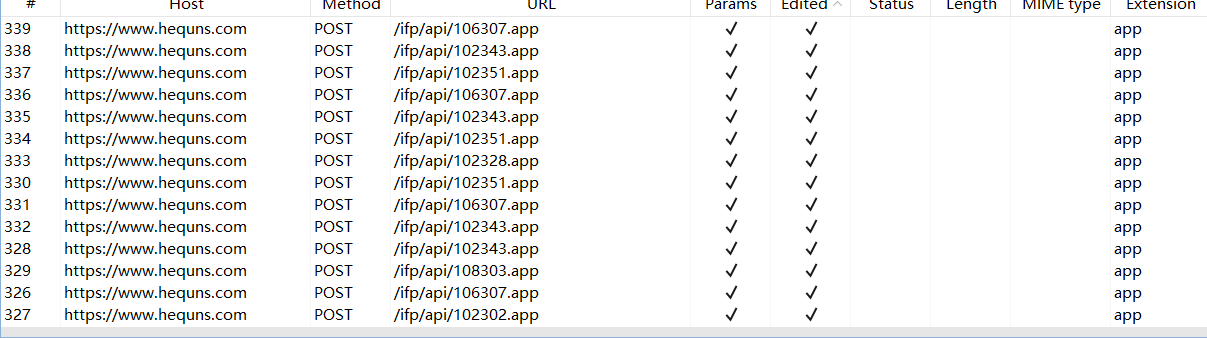 # Host Method URL Params Edited Status Length MIME type Extension
339 https://www.hequns.com POST /ifp/api/106307.app ✓ ✓ app
338 https://www.hequns.com POST /ifp/api/102343.app ✓ ✓ app
337 https://www.hequns.com POST /ifp/api/102351.app ✓ ✓ app
336 https://www.hequns.com POST /ifp/api/106307.app ✓ ✓ app
335 https://www.hequns.com POST /ifp/api/102343.app ✓ ✓ app
334 https://www.hequns.com POST /ifp/api/102351.app ✓ ✓ app
333 https://www.hequns.com POST /ifp/api/102328.app ✓ ✓ app
330 https://www.hequns.com POST /ifp/api/102351.app ✓ ✓ app
331 https://www.hequns.com POST /ifp/api/106307.app ✓ ✓ app
332 https://www.hequns.com POST /ifp/api/102343.app ✓ ✓ app
328 https://www.hequns.com POST /ifp/api/102343.app ✓ ✓ app
329 https://www.hequns.com POST /ifp/api/108303.app ✓ ✓ app
326 https://www.hequns.com POST /ifp/api/106307.app ✓ ✓ app
327 https://www.hequns.com POST /ifp/api/102302.app ✓ ✓ app